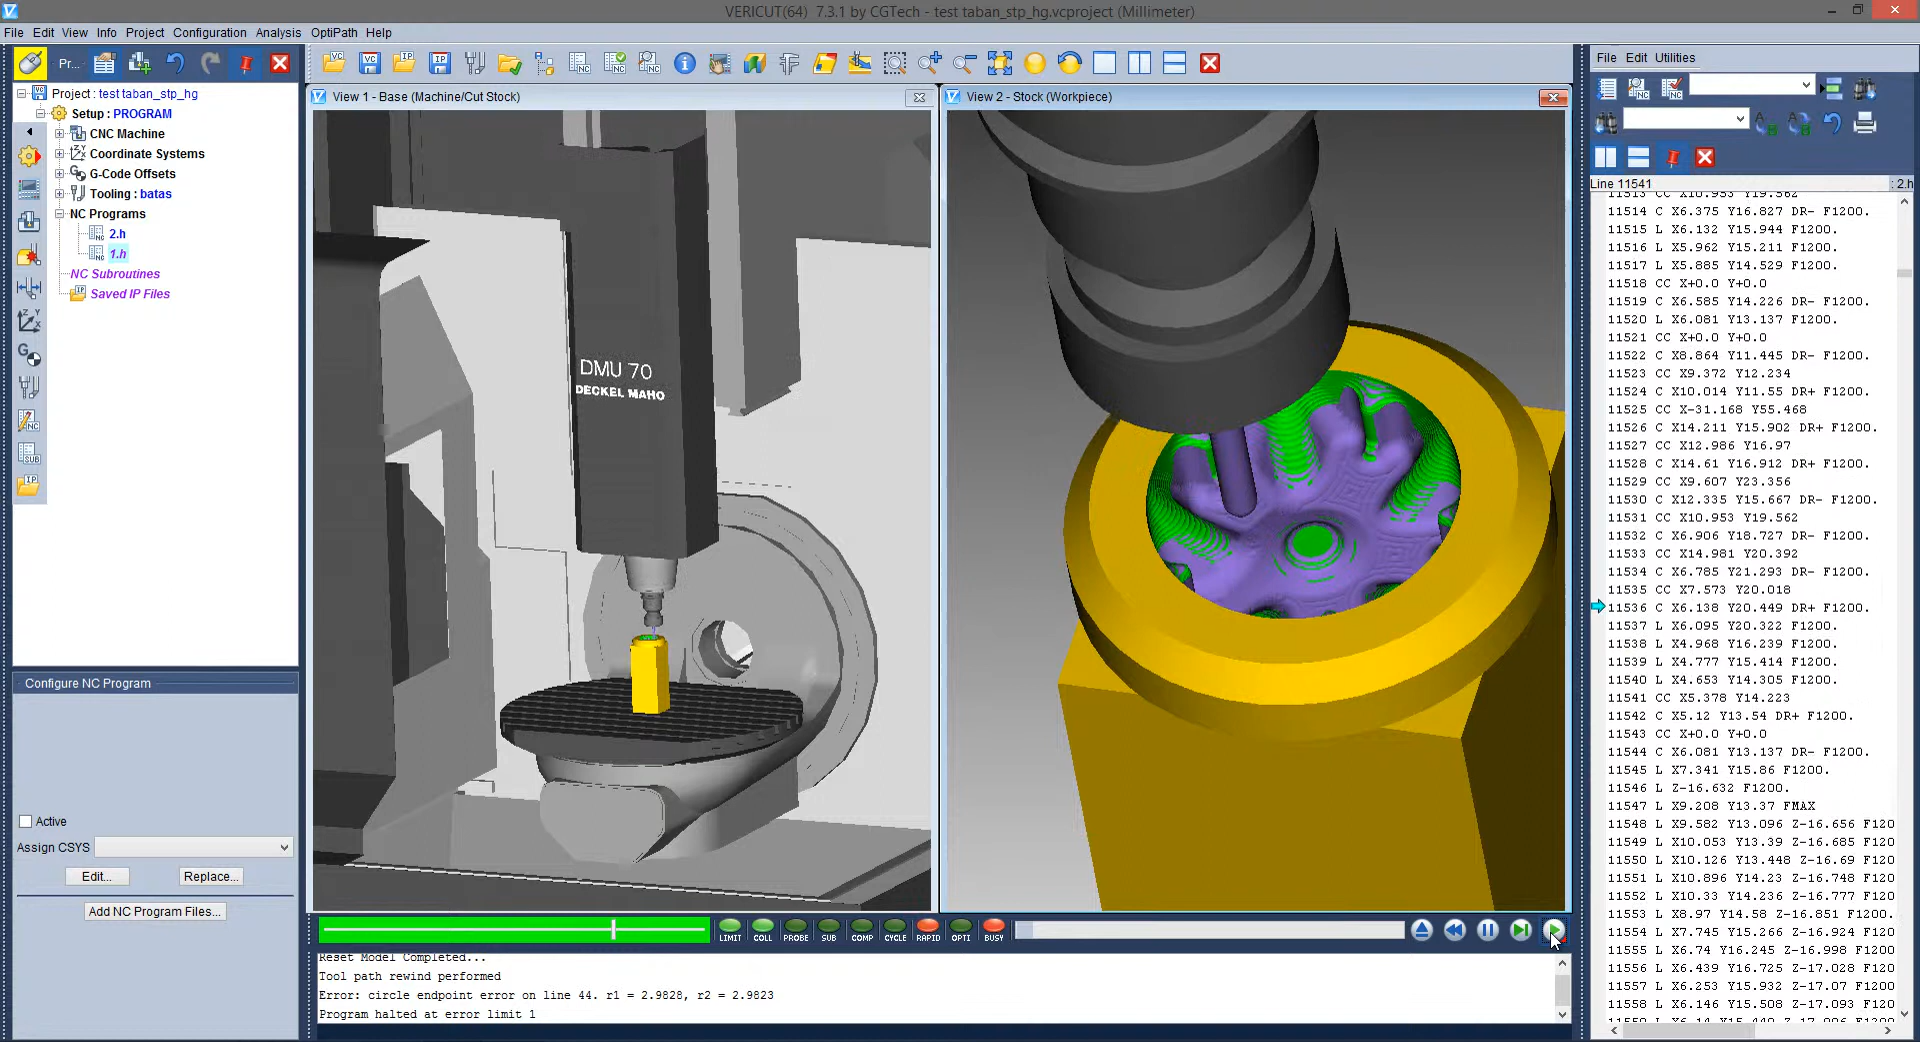 VERICUT(64) 7.3.1 by CGTech - test taban_stp_hg.vcproject (Millimeter)
File Edit View Info Project Configuration Analysis OptiPath Help
Pr...
Project : test taban_stp_hg
Setup : PROGRAM
CNC Machine
Coordinate Systems
G-Code Offsets
Tooling : batas
NC Programs
2.h
1.h
NC Subroutines
Saved IP Files
Configure NC Program
Active
Assign CSYS
Edit...
Replace...
Add NC Program Files...
View 1 - Base (Machine/Cut Stock)
DMU 70
DECKEL MAHO
View 2 - Stock (Workpiece)
LIMIT COLL PROBE SUB COMP CYCLE RAPID OPTI BUSY
Reset Model Completed...
Tool path rewind performed
Error: circle endpoint error on line 44. r1 = 2.9828, r2 = 2.9823
Program halted at error limit 1
File Edit Utilities
Line 11541 : 2.h
11513 CC X10.953 Y19.562
11514 C X6.375 Y16.827 DR- F1200.
11515 L X6.132 Y15.944 F1200.
11516 L X5.962 Y15.211 F1200.
11517 L X5.885 Y14.529 F1200.
11518 CC X+0.0 Y+0.0
11519 C X6.585 Y14.226 DR- F1200.
11520 L X6.081 Y13.137 F1200.
11521 CC X+0.0 Y+0.0
11522 C X8.864 Y11.445 DR- F1200.
11523 CC X9.372 Y12.234
11524 C X10.014 Y11.55 DR+ F1200.
11525 CC X-31.168 Y55.468
11526 C X14.211 Y15.902 DR+ F1200.
11527 CC X12.986 Y16.97
11528 C X14.61 Y16.912 DR+ F1200.
11529 CC X9.607 Y23.356
11530 C X12.335 Y15.667 DR- F1200.
11531 CC X10.953 Y19.562
11532 C X6.906 Y18.727 DR- F1200.
11533 CC X14.981 Y20.392
11534 C X6.785 Y21.293 DR- F1200.
11535 CC X7.573 Y20.018
11536 C X6.138 Y20.449 DR+ F1200.
11537 L X6.095 Y20.322 F1200.
11538 L X4.968 Y16.239 F1200.
11539 L X4.777 Y15.414 F1200.
11540 L X4.653 Y14.305 F1200.
11541 CC X5.378 Y14.223
11542 C X5.12 Y13.54 DR+ F1200.
11543 CC X+0.0 Y+0.0
11544 C X6.081 Y13.137 DR- F1200.
11545 L X7.341 Y15.86 F1200.
11546 L Z-16.632 F1200.
11547 L X9.208 Y13.37 FMAX
11548 L X9.582 Y13.096 Z-16.656 F120
11549 L X10.053 Y13.39 Z-16.685 F120
11550 L X10.126 Y13.448 Z-16.69 F120
11551 L X10.896 Y14.23 Z-16.748 F120
11552 L X10.33 Y14.236 Z-16.777 F120
11553 L X8.97 Y14.58 Z-16.851 F1200.
11554 L X7.745 Y15.266 Z-16.924 F120
11555 L X6.74 Y16.245 Z-16.998 F120
11556 L X6.439 Y16.725 Z-17.028 F120
11557 L X6.253 Y15.932 Z-17.07 F120
11558 L X6.146 Y15.508 Z-17.093 F120